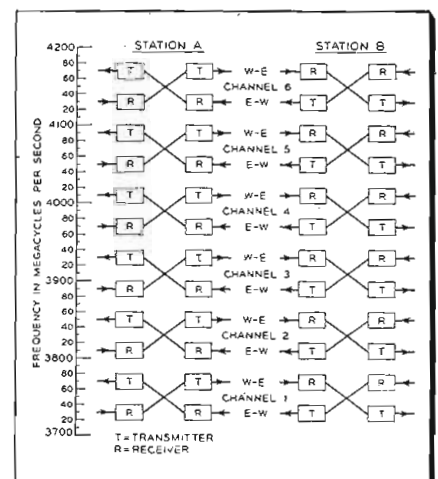 STATION A STATION B
4200
80
T T W-E R R
60
CHANNEL 6
40
R R E-W T T
20
4100
T T W-E R R
80
CHANNEL 5
60
R R E-W T T
40
20
T T W-E R R
4000
CHANNEL 4
80
R R E-W T T
60
40
T T W-E R R
20
CHANNEL 3
3900
R R E-W T T
80
60
T T W-E R R
40
CHANNEL 2
20
R R E-W T T
3800
80
T T W-E R R
60
CHANNEL 1
40
R R E-W T T
20
3700
FREQUENCY IN MEGACYCLES PER SECOND
T=TRANSMITTER
R=RECEIVER